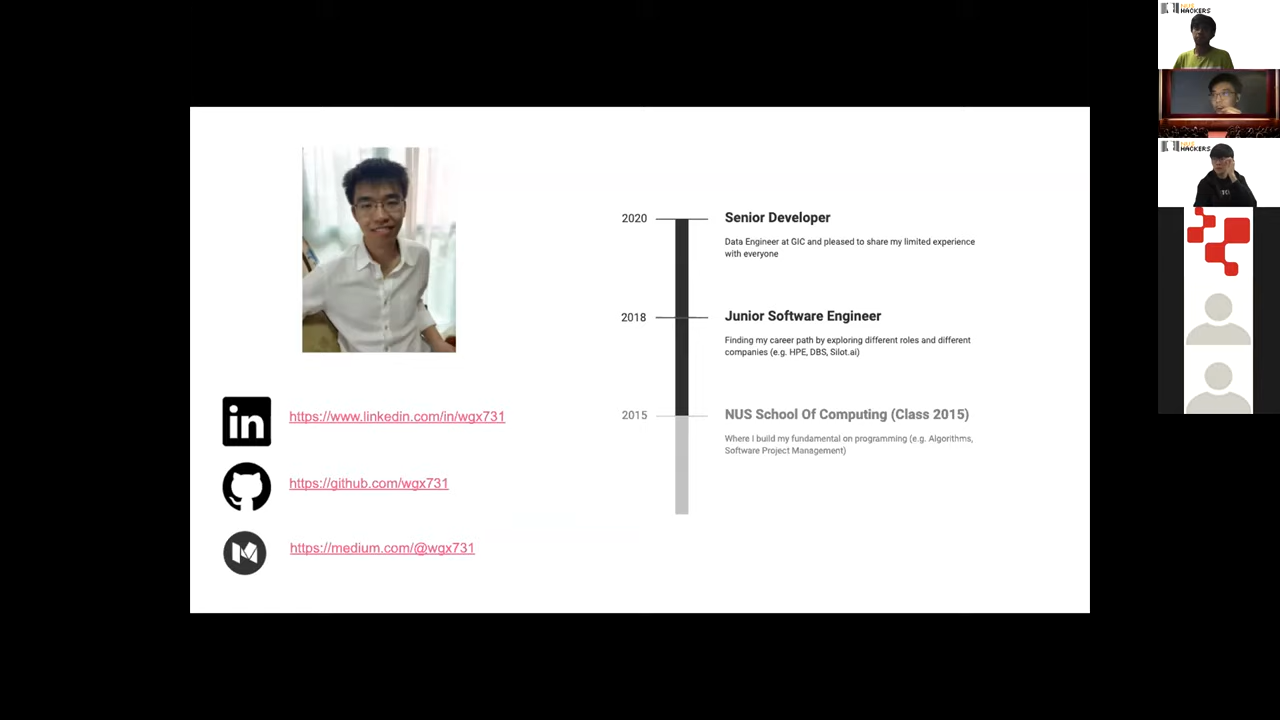 2020
Senior Developer
Data Engineer at GIC and pleased to share my limited experience
with everyone
2018
Junior Software Engineer
Finding my career path by exploring different roles and different
companies (e.g. HPE, DBS, Silot.ai)
2015
NUS School Of Computing (Class 2015)
Where I build my fundamental on programming (e.g. Algorithms,
Software Project Management)
in
https://www.linkedin.com/in/wgx731
https://github.com/wgx731
https://medium.com/@wgx731
NUS
HACKERS
NUS
HACKERS